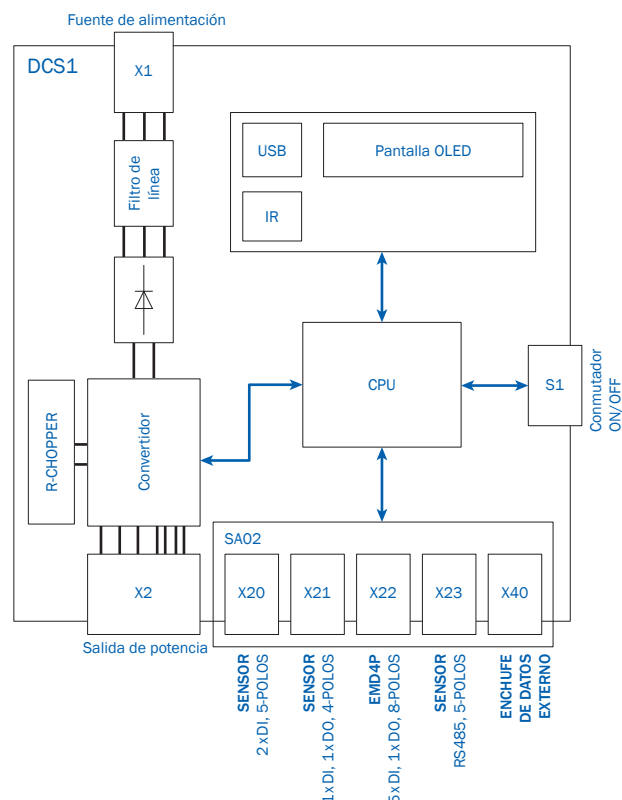 Fuente de alimentación
DCS1
X1
USB
Pantalla OLED
Filtro de
línea
IR
CPU
S1
Conmutador
ON/OFF
R-CHOPPER
Convertidor
SA02
X2
X20
X21
X22
X23
X40
Salida de potencia
SENSOR
2 x DI, 5-POLOS
SENSOR
1 x DI, 1 x DO, 4-POLOS
EMD4P
5 x DI, 1 x DO, 8-POLOS
SENSOR
RS485, 5-POLOS
ENCHUFE
DE DATOS
EXTERNO